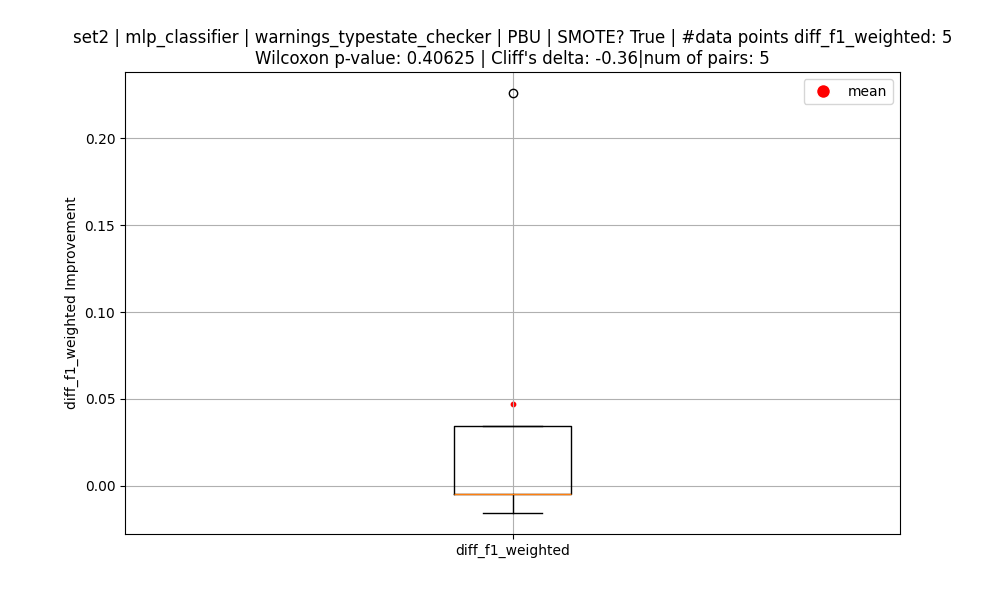 set2 | mlp_classifier | warnings_typestate_checker | PBU | SMOTE? True | #data points diff_f1_weighted: 5
Wilcoxon p-value: 0.40625 | Cliff's delta: -0.36|num of pairs: 5
mean
0.20
0.15
0.10
0.05
0.00
diff_f1_weighted Improvement
diff_f1_weighted